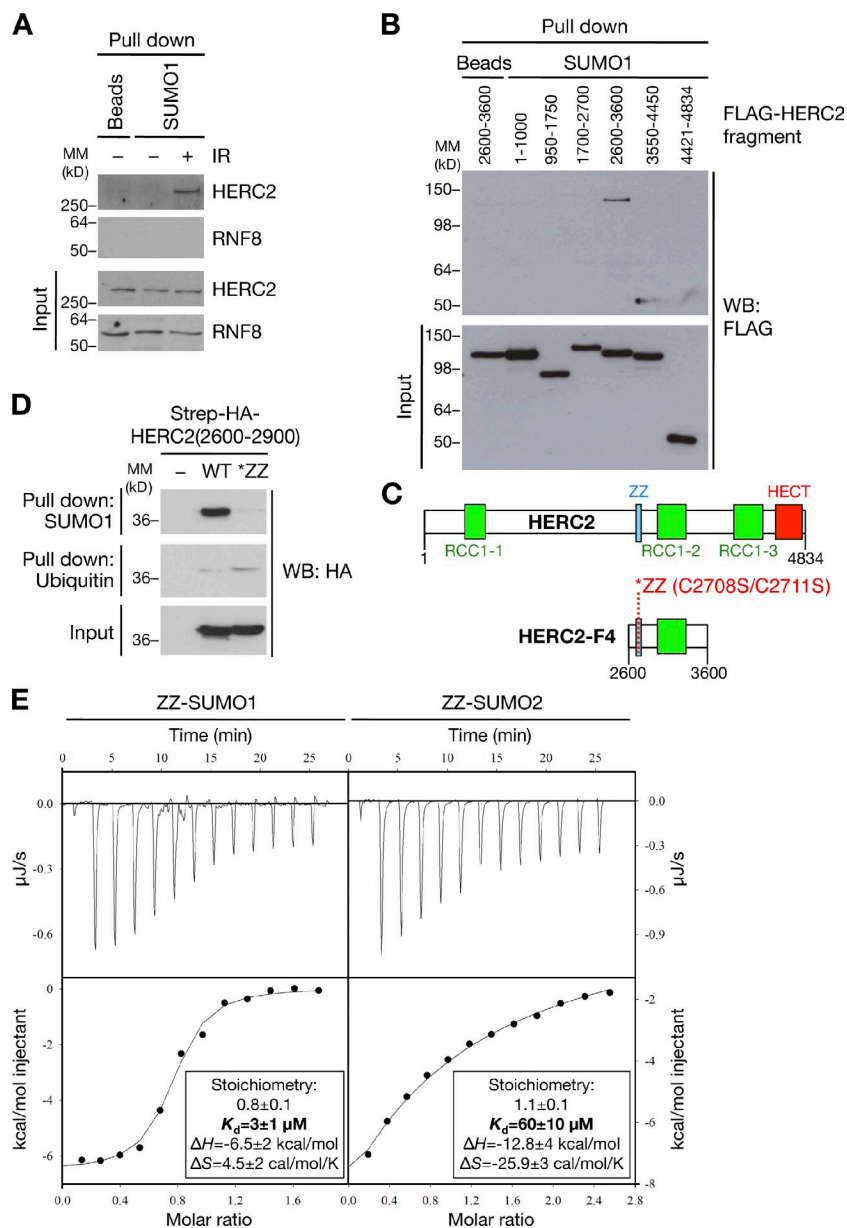 A
Pull down
Beads
SUMO1
MM
(kD)
– – + IR
250– HERC2
64–
50– RNF8
Input
250– HERC2
64–
50– RNF8
B
Pull down
Beads SUMO1
2600-3600
1-1000
950-1750
1700-2700
2600-3600
3550-4450
4421-4834
FLAG-HERC2
fragment
MM
(kD)
150–
98–
64–
50–
WB:
FLAG
Input
150–
98–
64–
50–
D
Strep-HA-
HERC2(2600-2900)
MM
(kD)
– WT *ZZ
Pull down:
SUMO1
36–
Pull down:
Ubiquitin
36–
WB: HA
Input
36–
C
ZZ HECT
HERC2
RCC1-1 RCC1-2 RCC1-3
1 4834
*ZZ (C2708S/C2711S)
HERC2-F4
2600 3600
E
ZZ-SUMO1 ZZ-SUMO2
Time (min) Time (min)
0 5 10 15 20 25 0 5 10 15 20 25
0.0
-0.3
-0.6
µJ/s
0.0
-0.3
-0.6
-0.9
µJ/s
0
-2
-4
-6
kcal/mol injectant
Stoichiometry:
0.8±0.1
Kd=3±1 µM
ΔH=-6.5±2 kcal/mol
ΔS=4.5±2 cal/mol/K
Stoichiometry:
1.1±0.1
Kd=60±10 µM
ΔH=-12.8±4 kcal/mol
ΔS=-25.9±3 cal/mol/K
-2
-4
-6
-8
kcal/mol injectant
0.0 0.4 0.8 1.2 1.6 0.0 0.4 0.8 1.2 1.6 2.0 2.4 2.8
Molar ratio Molar ratio